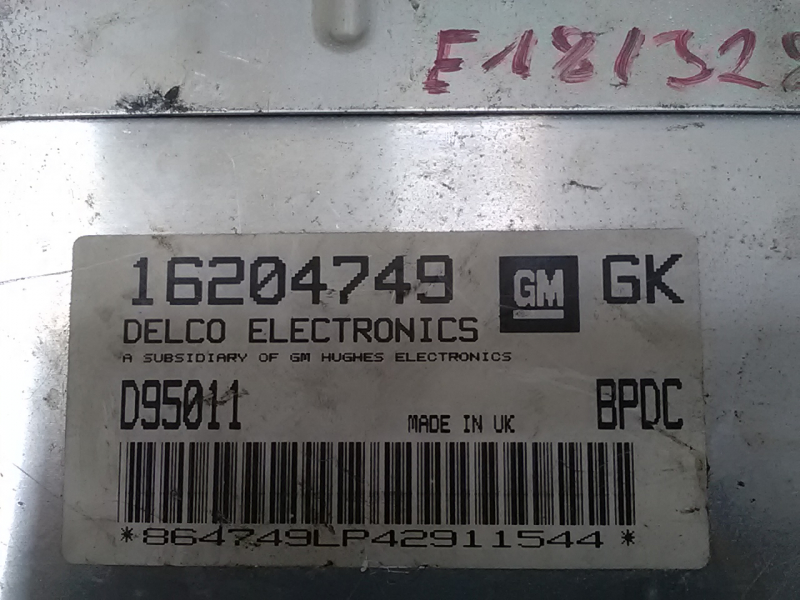 E181328
16204749 GM GK
DELCO ELECTRONICS
A SUBSIDIARY OF GM HUGHES ELECTRONICS
D95011 MADE IN UK BPDC
*864749LP42911544*